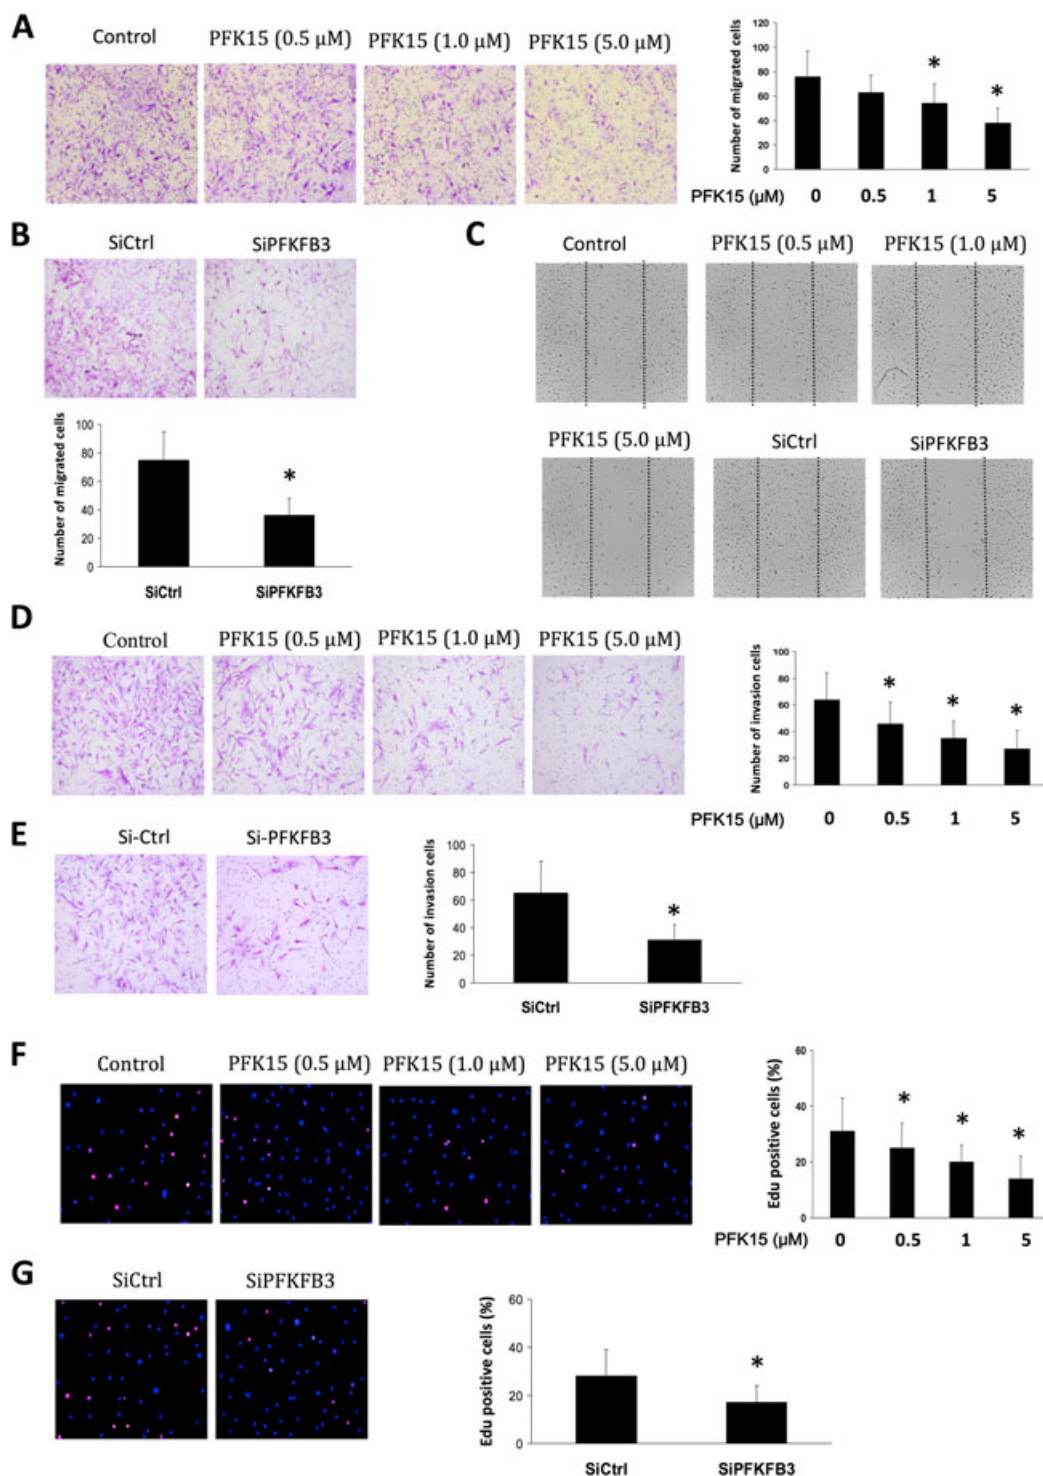 A
Control
PFK15 (0.5 µM)
PFK15 (1.0 µM)
PFK15 (5.0 µM)
Number of migrated cells
120
100
80
60
40
20
0
*
*
PFK15 (µM)
0
0.5
1
5
B
SiCtrl
SiPFKFB3
Number of migrated cells
100
80
60
40
20
0
*
SiCtrl
SiPFKFB3
C
Control
PFK15 (0.5 µM)
PFK15 (1.0 µM)
PFK15 (5.0 µM)
SiCtrl
SiPFKFB3
D
Control
PFK15 (0.5 µM)
PFK15 (1.0 µM)
PFK15 (5.0 µM)
Number of invasion cells
100
80
60
40
20
0
*
*
*
PFK15 (µM)
0
0.5
1
5
E
Si-Ctrl
Si-PFKFB3
Number of invasion cells
100
80
60
40
20
0
*
SiCtrl
SiPFKFB3
F
Control
PFK15 (0.5 µM)
PFK15 (1.0 µM)
PFK15 (5.0 µM)
Edu positive cells (%)
60
40
20
0
*
*
*
PFK15 (µM)
0
0.5
1
5
G
SiCtrl
SiPFKFB3
Edu positive cells (%)
60
40
20
0
*
SiCtrl
SiPFKFB3